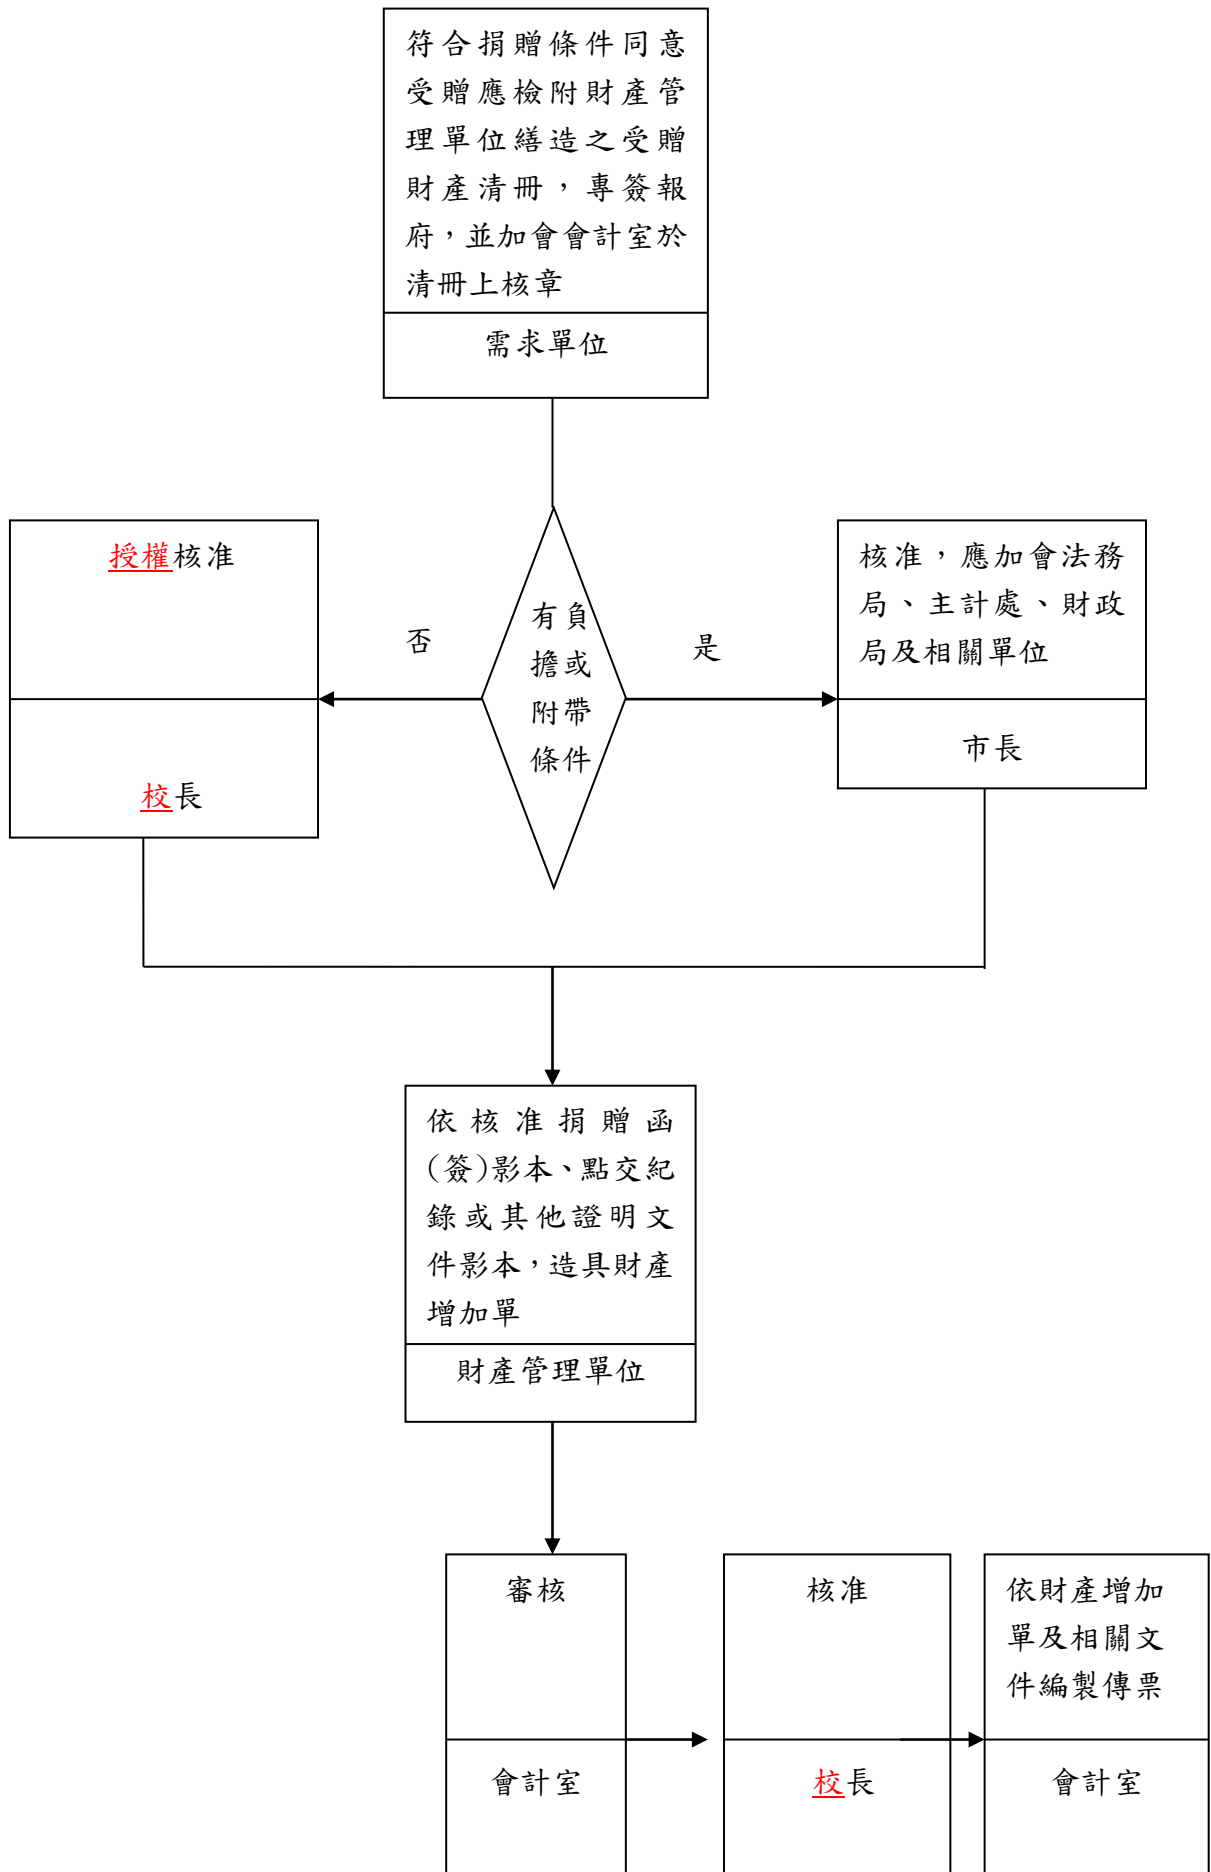 符合捐贈條件同意
受贈應檢附財產管
理單位繕造之受贈
財產清冊，專簽報
府，並加會會計室於
清冊上核章
需求單位
授權核准
校長
否
有負
擔或
附帶
條件
是
核准，應加會法務
局、主計處、財政
局及相關單位
市長
依核准捐贈函
(簽)影本、點交紀
錄或其他證明文
件影本，造具財產
增加單
財產管理單位
審核
會計室
核准
校長
依財產增加
單及相關文
件編製傳票
會計室